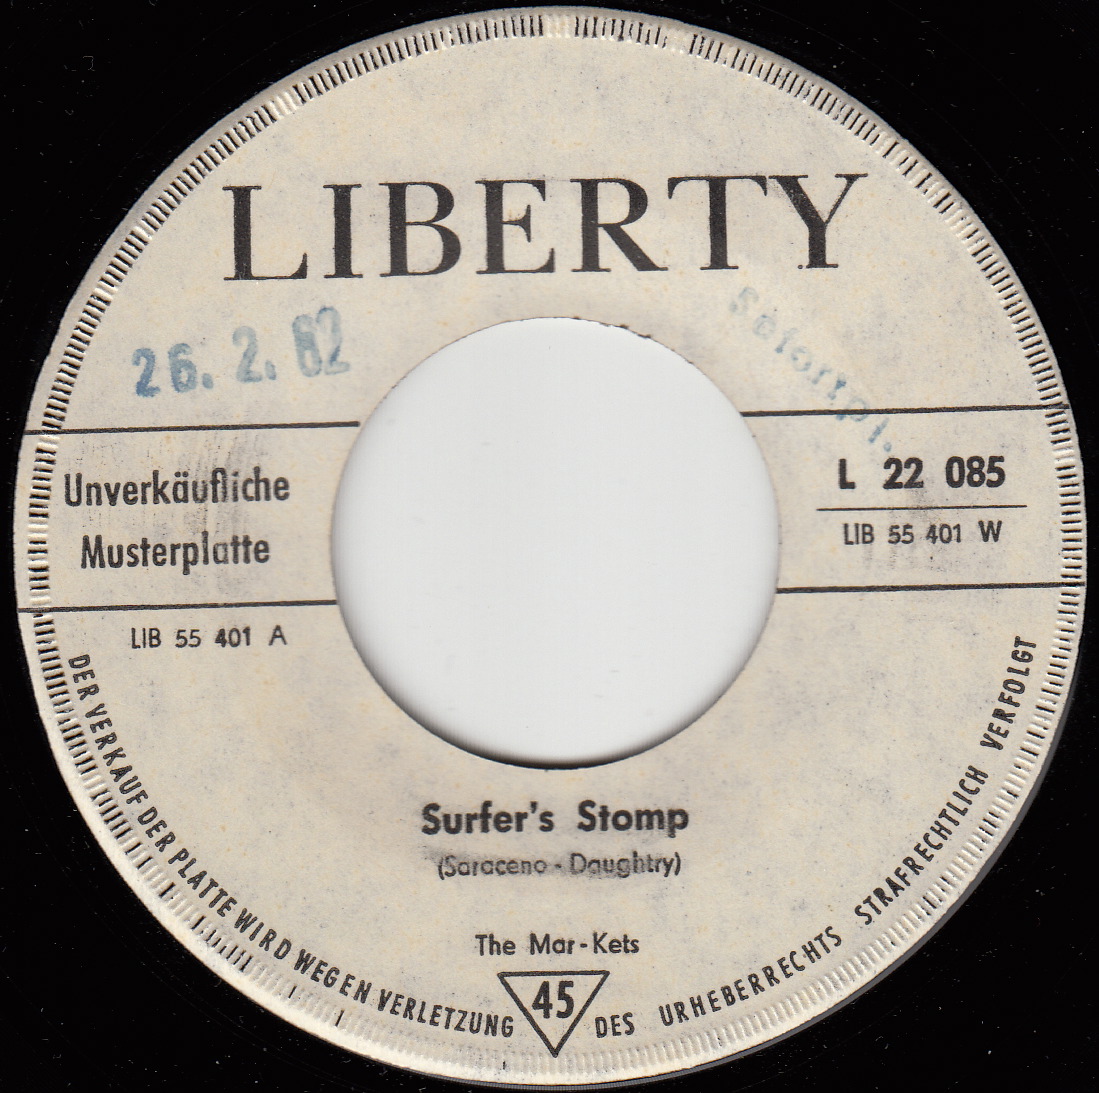 LIBERTY
26. 2. 62
Sofortpl.
Unverkäufliche
Musterplatte
L 22 085
LIB 55 401 W
LIB 55 401 A
Surfer's Stomp
(Saraceno - Daughtry)
The Mar-Kets
45
DER VERKAUF DER PLATTE WIRD WEGEN VERLETZUNG DES URHEBERRECHTS STRAFRECHTLICH VERFOLGT